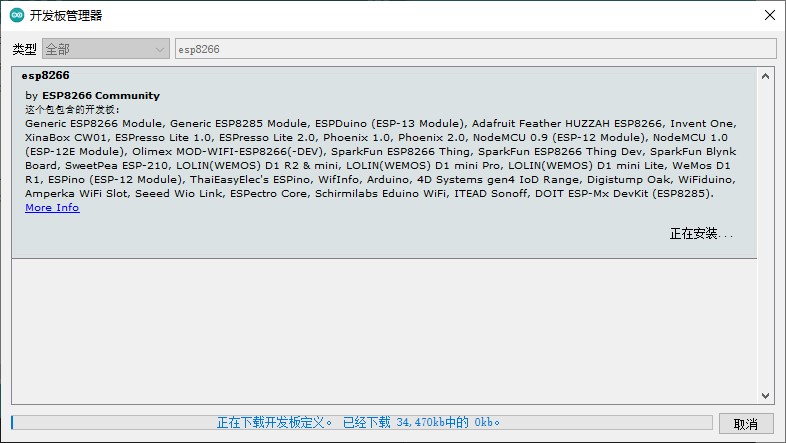 开发板管理器
类型 全部 esp8266
esp8266
by ESP8266 Community
这个包包含的开发板:
Generic ESP8266 Module, Generic ESP8285 Module, ESPDuino (ESP-13 Module), Adafruit Feather HUZZAH ESP8266, Invent One,
XinaBox CW01, ESPresso Lite 1.0, ESPresso Lite 2.0, Phoenix 1.0, Phoenix 2.0, NodeMCU 0.9 (ESP-12 Module), NodeMCU 1.0
(ESP-12E Module), Olimex MOD-WIFI-ESP8266(-DEV), SparkFun ESP8266 Thing, SparkFun ESP8266 Thing Dev, SparkFun Blynk
Board, SweetPea ESP-210, LOLIN(WEMOS) D1 R2 & mini, LOLIN(WEMOS) D1 mini Pro, LOLIN(WEMOS) D1 mini Lite, WeMos D1
R1, ESPino (ESP-12 Module), ThaiEasyElec's ESPino, WifInfo, Arduino, 4D Systems gen4 IoD Range, Digistump Oak, WiFiduino,
Amperka WiFi Slot, Seeed Wio Link, ESPectro Core, Schirmilabs Eduino WiFi, ITEAD Sonoff, DOIT ESP-Mx DevKit (ESP8285).
More Info
正在安装...
正在下载开发板定义。 已经下载 34,470kb中的 0kb。
取消